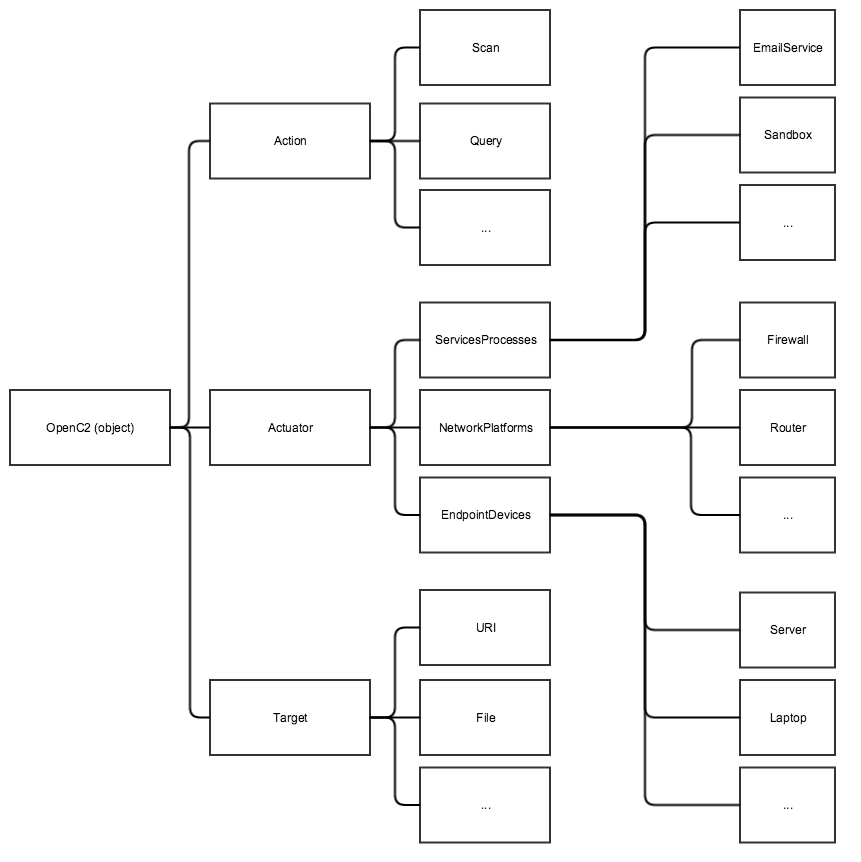 Scan
EmailService
Action
Query
Sandbox
...
...
ServicesProcesses
Firewall
OpenC2 (object)
Actuator
NetworkPlatforms
Router
EndpointDevices
...
URI
Server
Target
File
Laptop
...
...